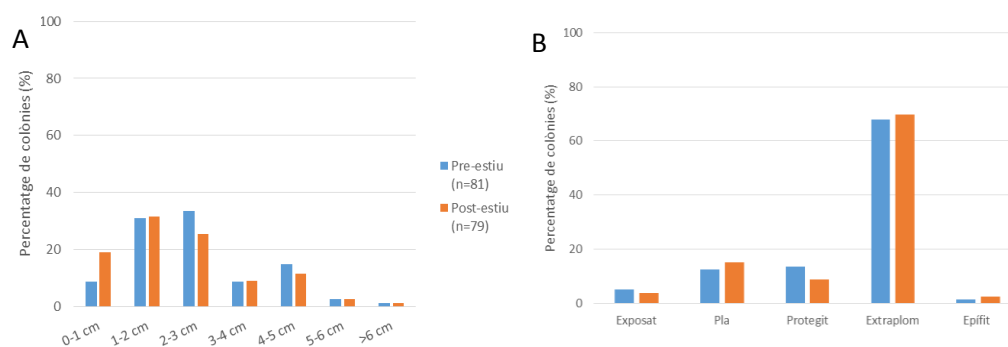 A
Percentatge de colònies (%)
100
80
60
40
20
0
0-1 cm
1-2 cm
2-3 cm
3-4 cm
4-5 cm
5-6 cm
>6 cm
Pre-estiu
(n=81)
Post-estiu
(n=79)
B
Percentatge de colònies (%)
100
80
60
40
20
0
Exposat
Pla
Protegit
Extraplom
Epífit